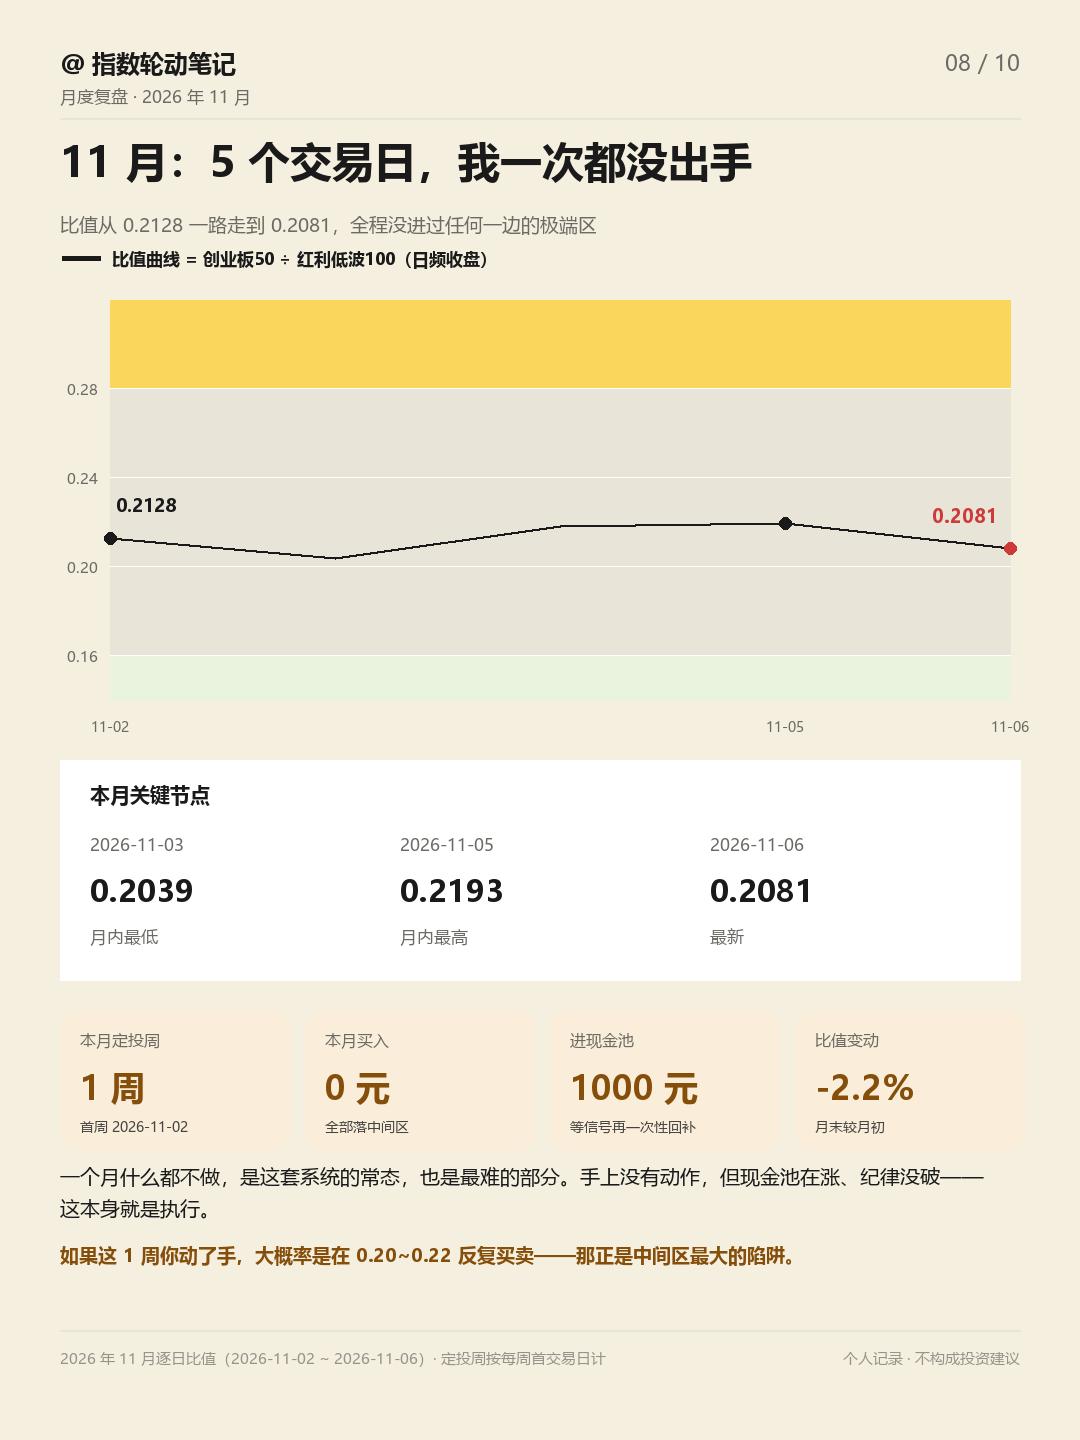 @ 指数轮动笔记
08 / 10
月度复盘 · 2026 年 11 月
11 月：5 个交易日，我一次都没出手
比值从 0.2128 一路走到 0.2081，全程没进过任何一边的极端区
比值曲线 = 创业板50 ÷ 红利低波100（日频收盘）
0.28
0.24
0.2128
0.2081
0.20
0.16
11-02
11-05
11-06
本月关键节点
2026-11-03
2026-11-05
2026-11-06
0.2039
0.2193
0.2081
月内最低
月内最高
最新
本月定投周
本月买入
进现金池
比值变动
1 周
0 元
1000 元
-2.2%
首周 2026-11-02
全部落中间区
等信号再一次性回补
月末较月初
一个月什么都不做，是这套系统的常态，也是最难的部分。手上没有动作，但现金池在涨、纪律没破——
这本身就是执行。
如果这 1 周你动了手，大概率是在 0.20~0.22 反复买卖——那正是中间区最大的陷阱。
2026 年 11 月逐日比值（2026-11-02 ~ 2026-11-06）· 定投周按每周首交易日计
个人记录 · 不构成投资建议